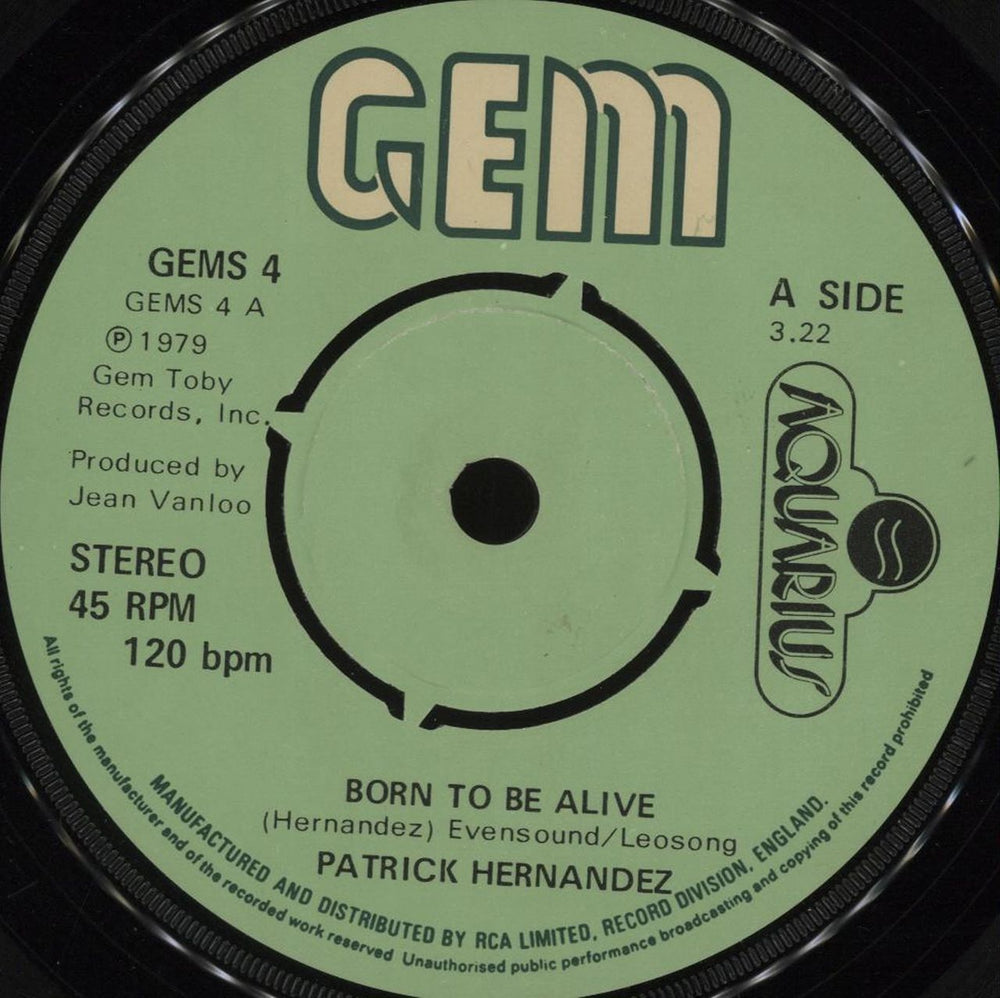 GEM
GEMS 4
GEMS 4 A
℗ 1979
Gem Toby
Records, Inc.
Produced by
Jean Vanloo
STEREO
45 RPM
120 bpm
A SIDE
3.22
AQUARIUS
BORN TO BE ALIVE
(Hernandez) Evensound/Leosong
PATRICK HERNANDEZ
MANUFACTURED AND DISTRIBUTED BY RCA LIMITED, RECORD DIVISION, ENGLAND.
All rights of the manufacturer and of the recorded work reserved Unauthorised public performance broadcasting and copying of this record prohibited